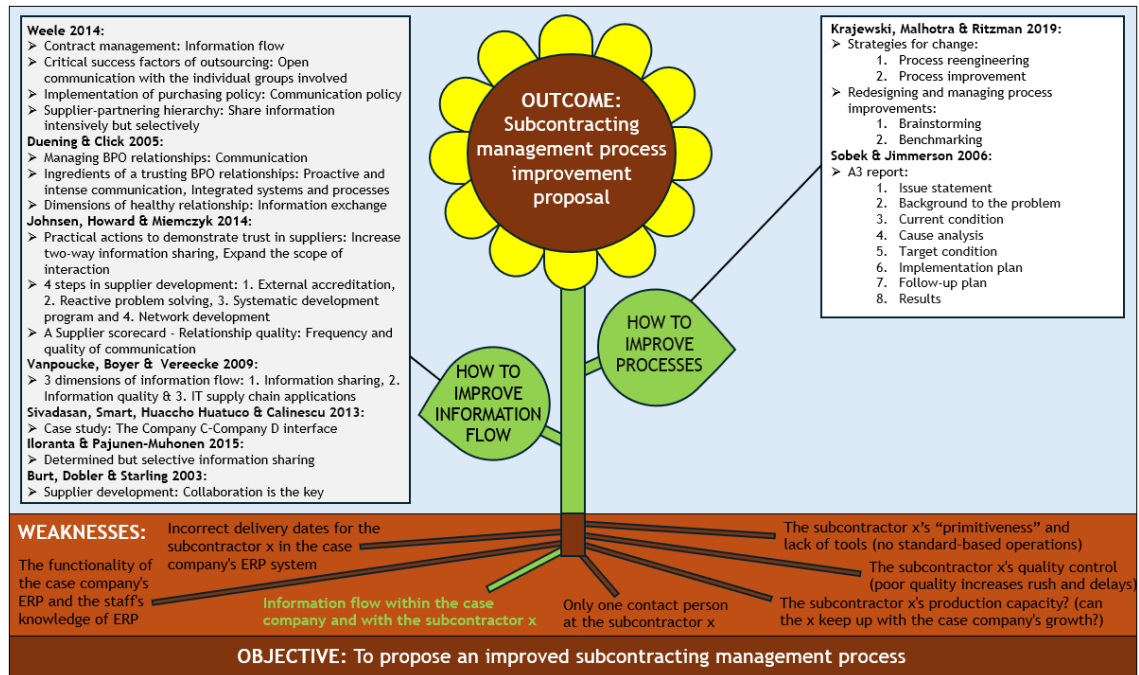 Weele 2014:
➢ Contract management: Information flow
➢ Critical success factors of outsourcing: Open
communication with the individual groups involved
➢ Implementation of purchasing policy: Communication policy
➢ Supplier-partnering hierarchy: Share information
intensively but selectively
Duening & Click 2005:
➢ Managing BPO relationships: Communication
➢ Ingredients of a trusting BPO relationships: Proactive and
intense communication, Integrated systems and processes
➢ Dimensions of healthy relationship: Information exchange
Johnsen, Howard & Miemczyk 2014:
➢ Practical actions to demonstrate trust in suppliers: Increase
two-way information sharing, Expand the scope of
interaction
➢ 4 steps in supplier development: 1. External accreditation,
2. Reactive problem solving, 3. Systematic development
program and 4. Network development
➢ A Supplier scorecard - Relationship quality: Frequency and
quality of communication
Vanpoucke, Boyer & Vereecke 2009:
➢ 3 dimensions of information flow: 1. Information sharing, 2.
Information quality & 3. IT supply chain applications
Sivadasan, Smart, Huaccho Huatuco & Calinescu 2013:
➢ Case study: The Company C-Company D interface
Iloranta & Pajunen-Muhonen 2015:
➢ Determined but selective information sharing
Burt, Dobler & Starling 2003:
➢ Supplier development: Collaboration is the key
OUTCOME:
Subcontracting
management process
improvement
proposal
Krajewski, Malhotra & Ritzman 2019:
➢ Strategies for change:
1. Process reengineering
2. Process improvement
➢ Redesigning and managing process
improvements:
1. Brainstorming
2. Benchmarking
Sobek & Jimmerson 2006:
➢ A3 report:
1. Issue statement
2. Background to the problem
3. Current condition
4. Cause analysis
5. Target condition
6. Implementation plan
7. Follow-up plan
8. Results
HOW TO
IMPROVE
PROCESSES
HOW TO
IMPROVE
INFORMATION
FLOW
WEAKNESSES:
The functionality of
the case company's
ERP and the staff's
knowledge of ERP
Incorrect delivery dates for the
subcontractor x in the case
company's ERP system
Information flow within the case
company and with the subcontractor x
Only one contact person
at the subcontractor x
The subcontractor x's “primitiveness” and
lack of tools (no standard-based operations)
The subcontractor x's quality control
(poor quality increases rush and delays)
The subcontractor x's production capacity? (can
the x keep up with the case company's growth?)
OBJECTIVE: To propose an improved subcontracting management process